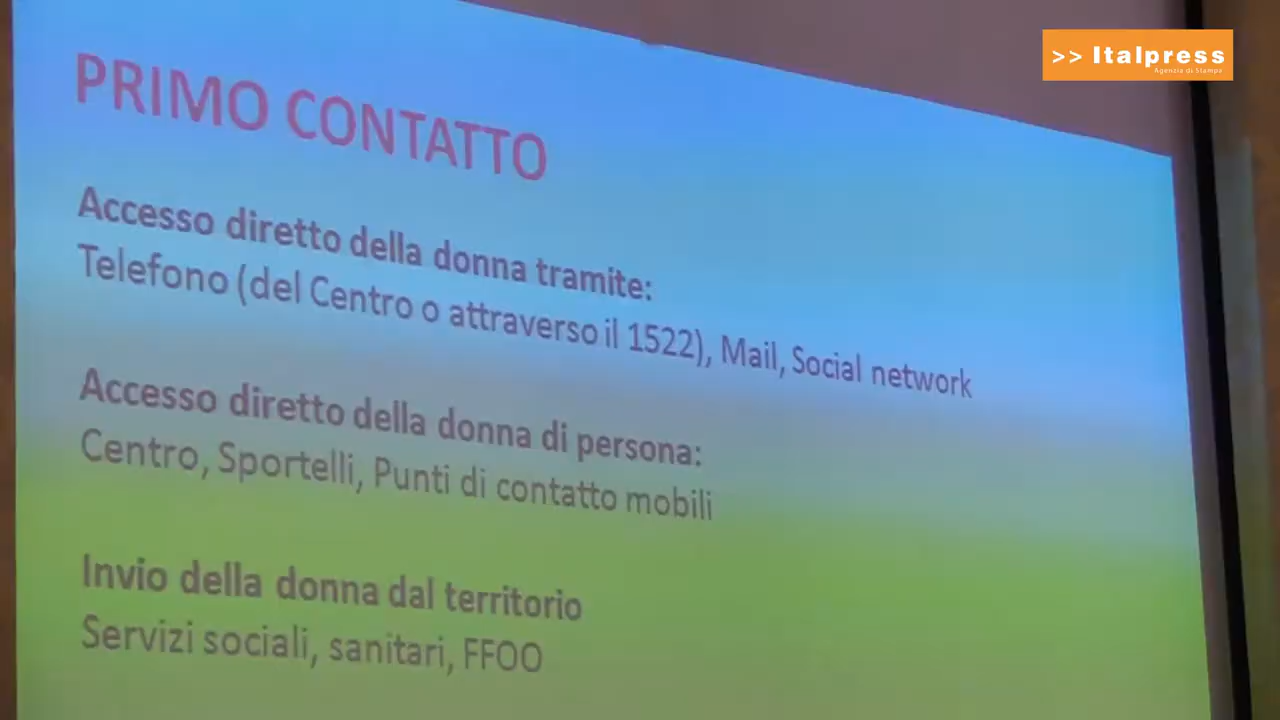 >> Italpress
Agenzia di Stampa
PRIMO CONTATTO
Accesso diretto della donna tramite:
Telefono (del Centro o attraverso il 1522), Mail, Social network
Accesso diretto della donna di persona:
Centro, Sportelli, Punti di contatto mobili
Invio della donna dal territorio
Servizi sociali, sanitari, FFOO